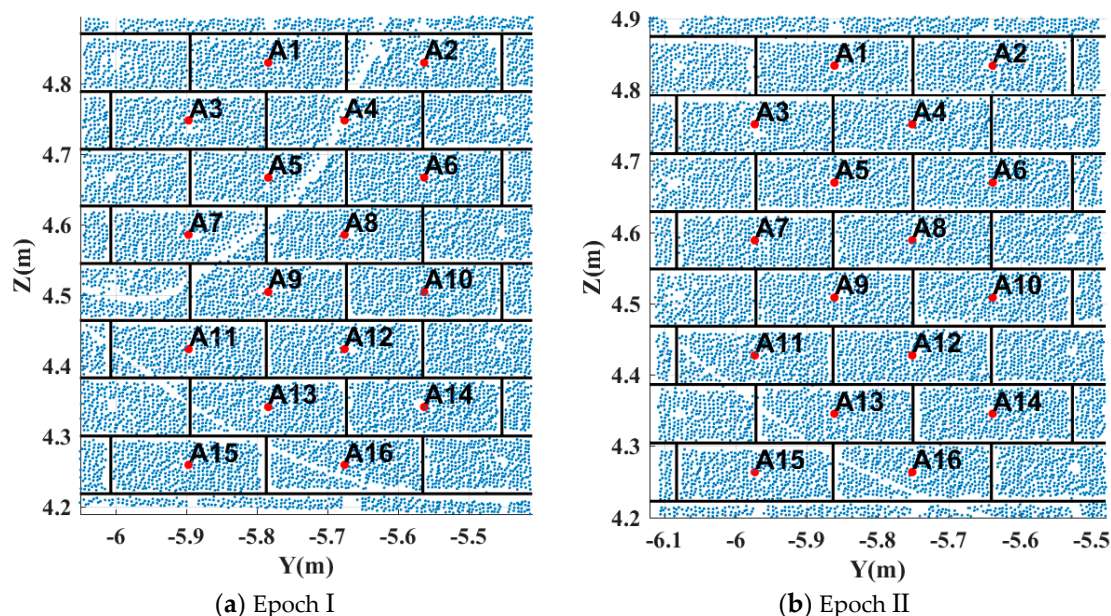 A1 A2
4.8
A3 A4
4.7
A5 A6
4.6
A7 A8
4.5
A9 A10
4.4
A11 A12
4.3
A13 A14
A15 A16
4.2
Z(m)
-6 -5.9 -5.8 -5.7 -5.6 -5.5
Y(m)
(a) Epoch I
4.9
A1 A2
4.8
A3 A4
4.7
A5 A6
4.6
A7 A8
4.5
A9 A10
4.4
A11 A12
4.3
A13 A14
A15 A16
4.2
Z(m)
-6.1 -6 -5.9 -5.8 -5.7 -5.6 -5.5
Y(m)
(b) Epoch II